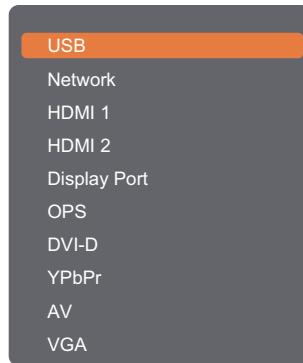 USB
Network
HDMI 1
HDMI 2
Display Port
OPS
DVI-D
YPbPr
AV
VGA